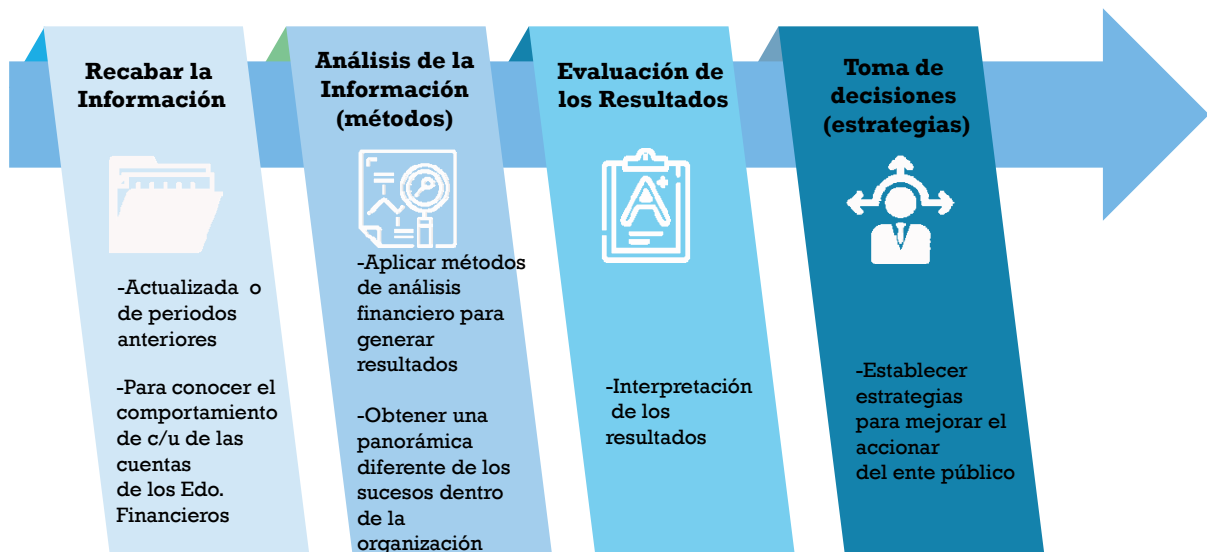 Recabar la
Información
-Actualizada o
de periodos
anteriores
-Para conocer el
comportamiento
de c/u de las
cuentas
de los Edo.
Financieros
Análisis de la
Información
(métodos)
-Aplicar métodos
de análisis
financiero para
generar
resultados
-Obtener una
panorámica
diferente de los
sucesos dentro
de la
organización
Evaluación de
los Resultados
A+
-Interpretación
de los
resultados
Toma de
decisiones
(estrategias)
-Establecer
estrategias
para mejorar el
accionar
del ente público